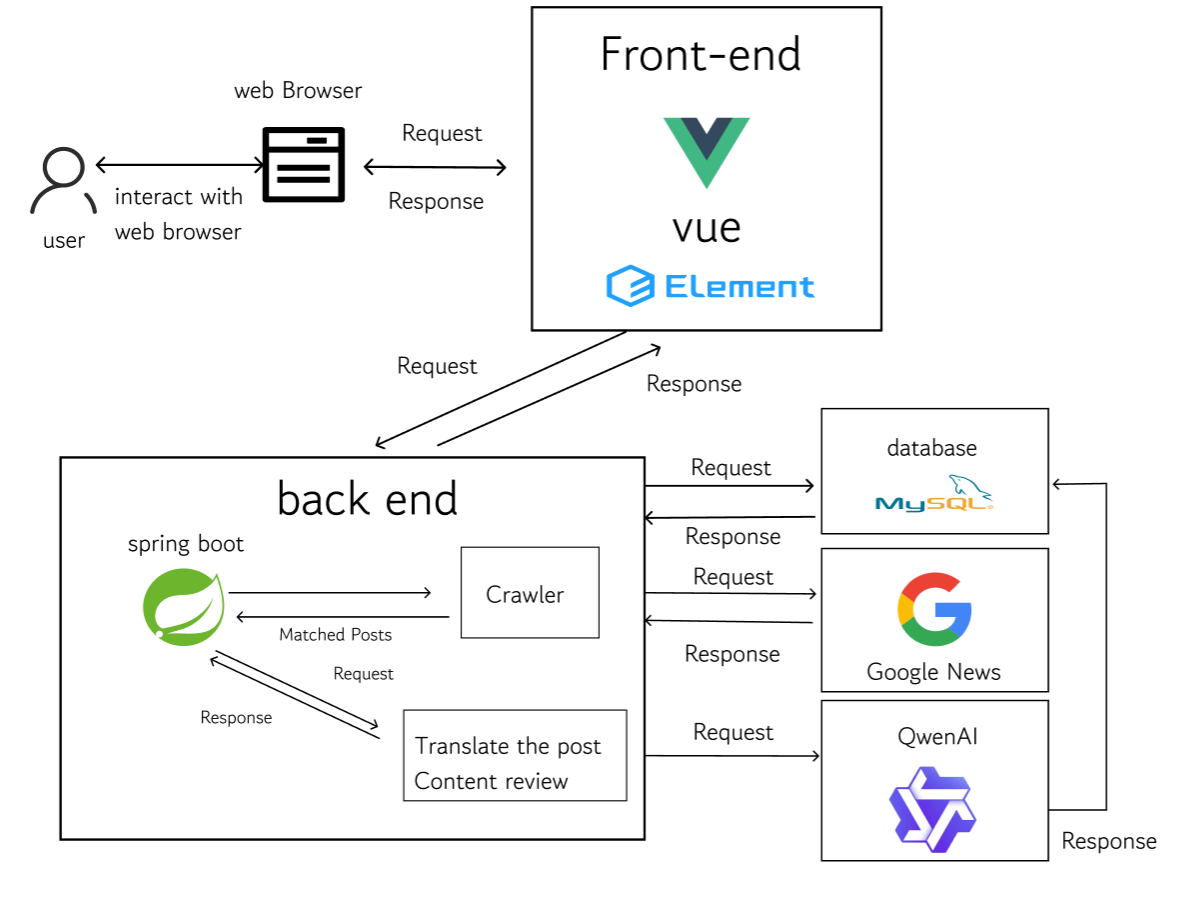 Front-end
web Browser
Request
interact with
web browser
Response
user
vue
Element
Request
Response
database
MySQL
back end
Request
Response
spring boot
Crawler
Matched Posts
Request
Response
Google News
Request
Response
Translate the post
Content review
Request
QwenAI
Response